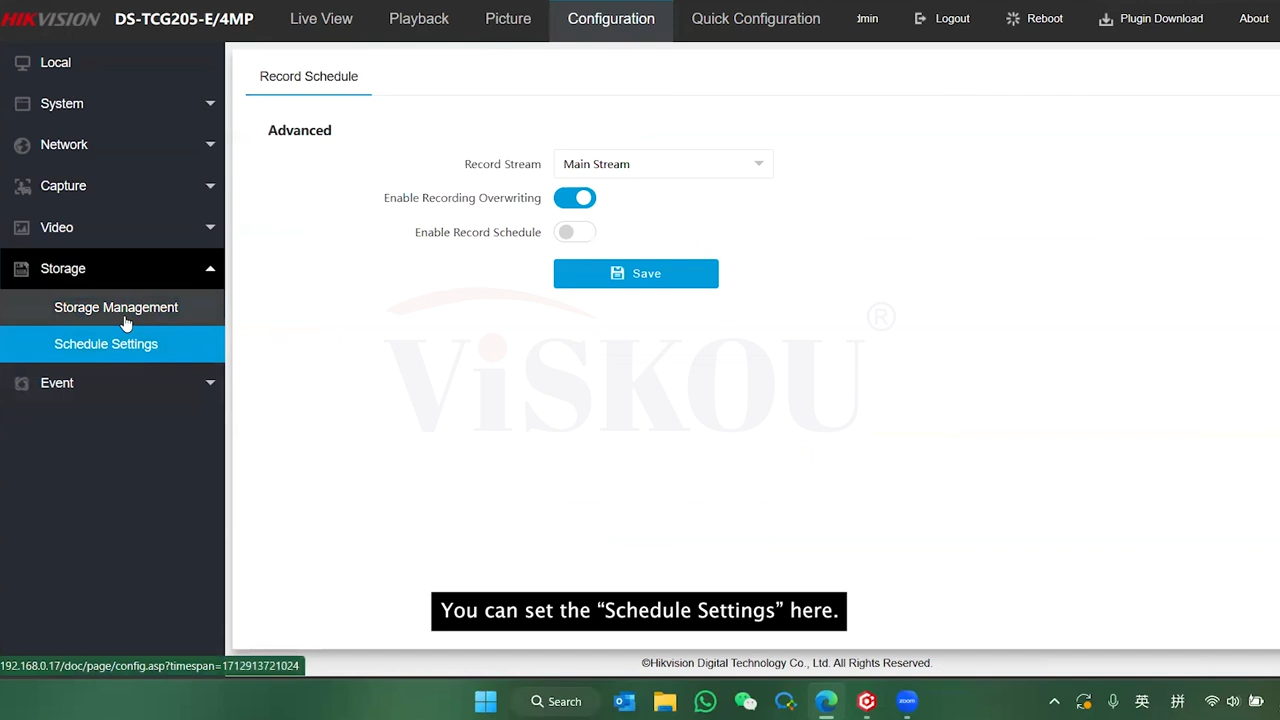 HIKVISION DS-TCG205-E/4MP Live View Playback Picture Configuration Quick Configuration :min Logout Reboot Plugin Download About
Local
System
Network
Capture
Video
Storage
Storage Management
Schedule Settings
Event
Record Schedule
Advanced
Record Stream Main Stream
Enable Recording Overwriting
Enable Record Schedule
Save
ViSKOU ®
You can set the “Schedule Settings” here.
192.168.0.17/doc/page/config.asp?timespan=1712913721024
©Hikvision Digital Technology Co., Ltd. All Rights Reserved.
Search zoom 英 拼